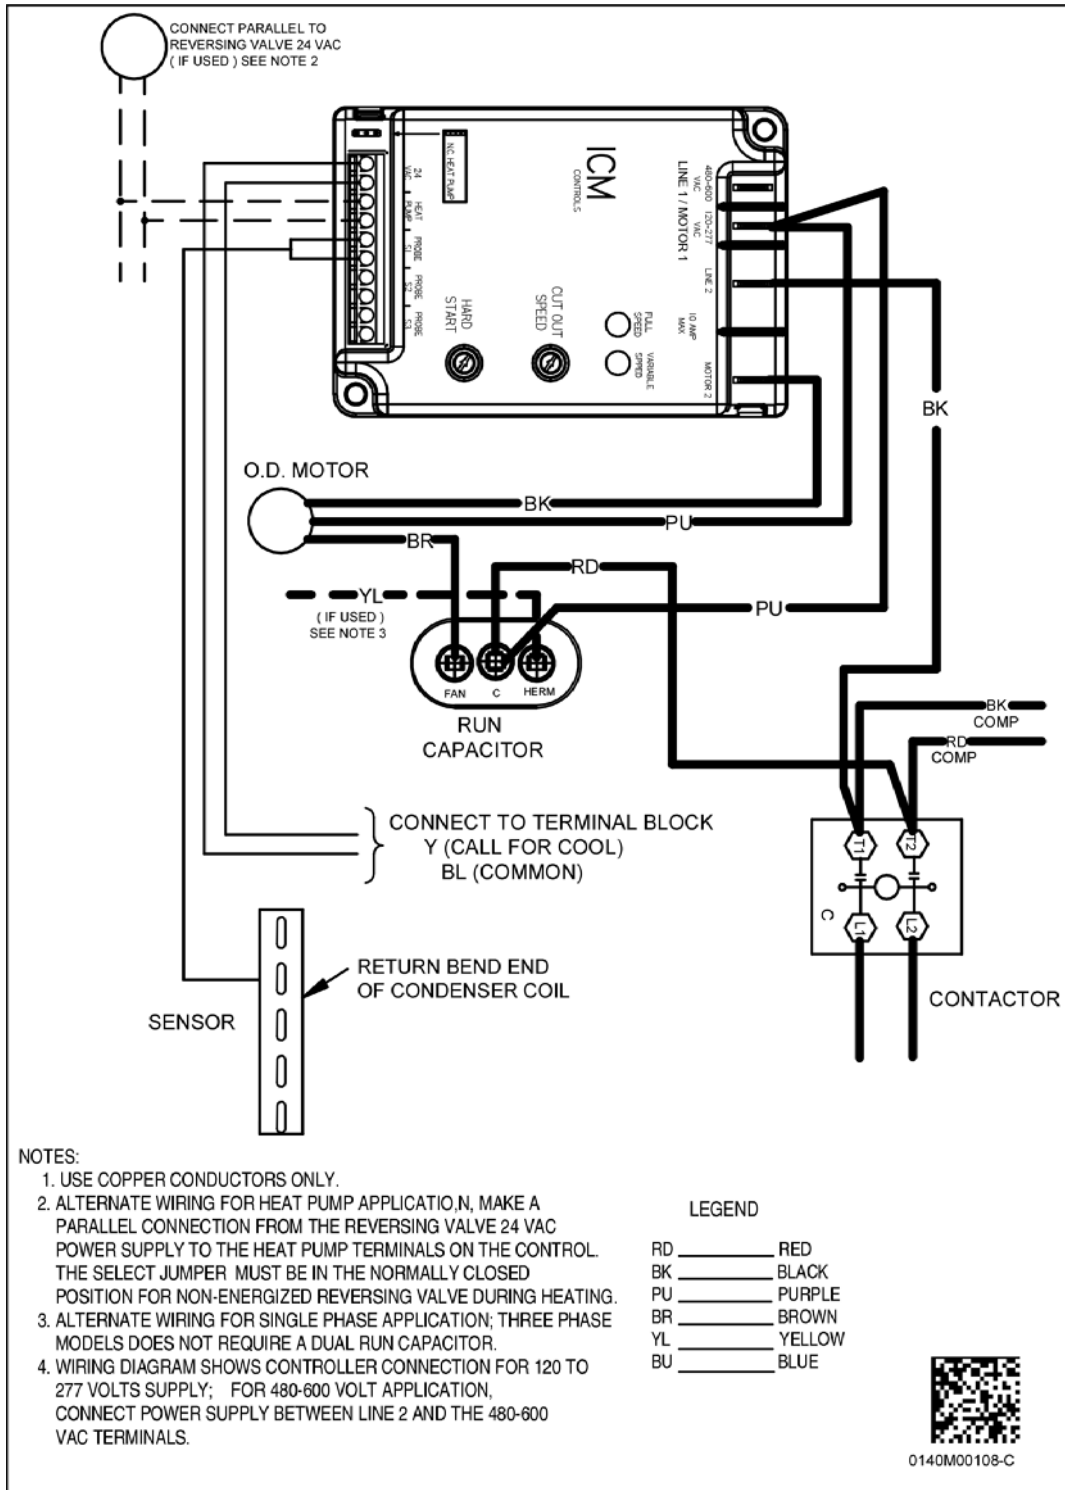 CONNECT PARALLEL TO
REVERSING VALVE 24 VAC
( IF USED ) SEE NOTE 2
NC HEAT PUMP
ICM
CONTROLS
24
VAC
HEAT
PUMP
PROBE
S1
PROBE
S2
PROBE
S3
HARD
START
CUT OUT
SPEED
FULL
SPEED
VARIABLE
SPPED
480-600
VAC
120-277
VAC
LINE 1 / MOTOR 1
LINE 2
10 AMP
MAX
MOTOR 2
BK
O.D. MOTOR
BK
PU
BR
RD
YL
( IF USED )
SEE NOTE 3
PU
FAN
C
HERM
RUN
CAPACITOR
BK
COMP
RD
COMP
CONNECT TO TERMINAL BLOCK
Y (CALL FOR COOL)
BL (COMMON)
T1
T2
C
L1
L2
CONTACTOR
RETURN BEND END
OF CONDENSER COIL
SENSOR
NOTES:
1. USE COPPER CONDUCTORS ONLY.
2. ALTERNATE WIRING FOR HEAT PUMP APPLICATIO,N, MAKE A
PARALLEL CONNECTION FROM THE REVERSING VALVE 24 VAC
POWER SUPPLY TO THE HEAT PUMP TERMINALS ON THE CONTROL.
THE SELECT JUMPER MUST BE IN THE NORMALLY CLOSED
POSITION FOR NON-ENERGIZED REVERSING VALVE DURING HEATING.
3. ALTERNATE WIRING FOR SINGLE PHASE APPLICATION; THREE PHASE
MODELS DOES NOT REQUIRE A DUAL RUN CAPACITOR.
4. WIRING DIAGRAM SHOWS CONTROLLER CONNECTION FOR 120 TO
277 VOLTS SUPPLY; FOR 480-600 VOLT APPLICATION,
CONNECT POWER SUPPLY BETWEEN LINE 2 AND THE 480-600
VAC TERMINALS.
LEGEND
RD RED
BK BLACK
PU PURPLE
BR BROWN
YL YELLOW
BU BLUE
0140M00108-C